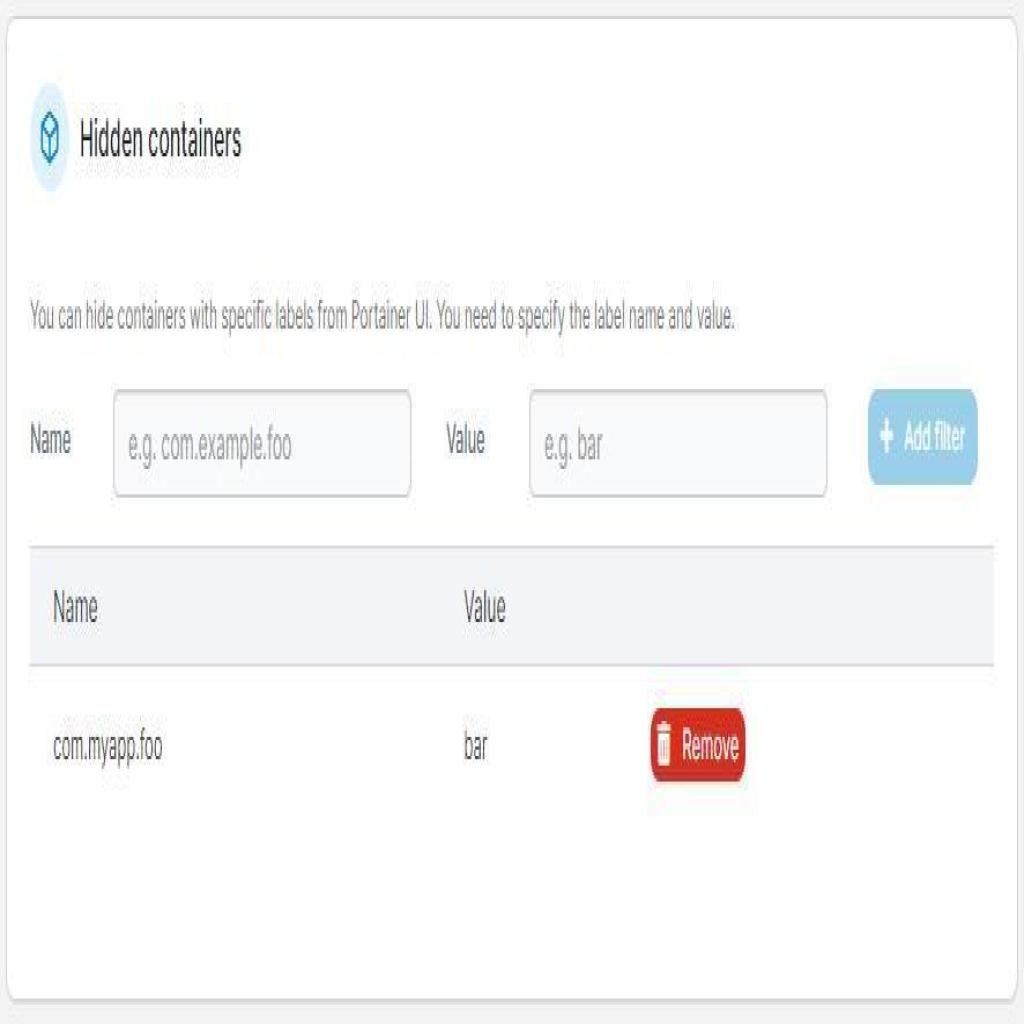 Hidden containers
You can hide containers with specific labels from Portainer UI. You need to specify the label name and value.
Name e.g. com.example.foo Value e.g. bar Add filter
Name Value
com.myapp.foo bar Remove